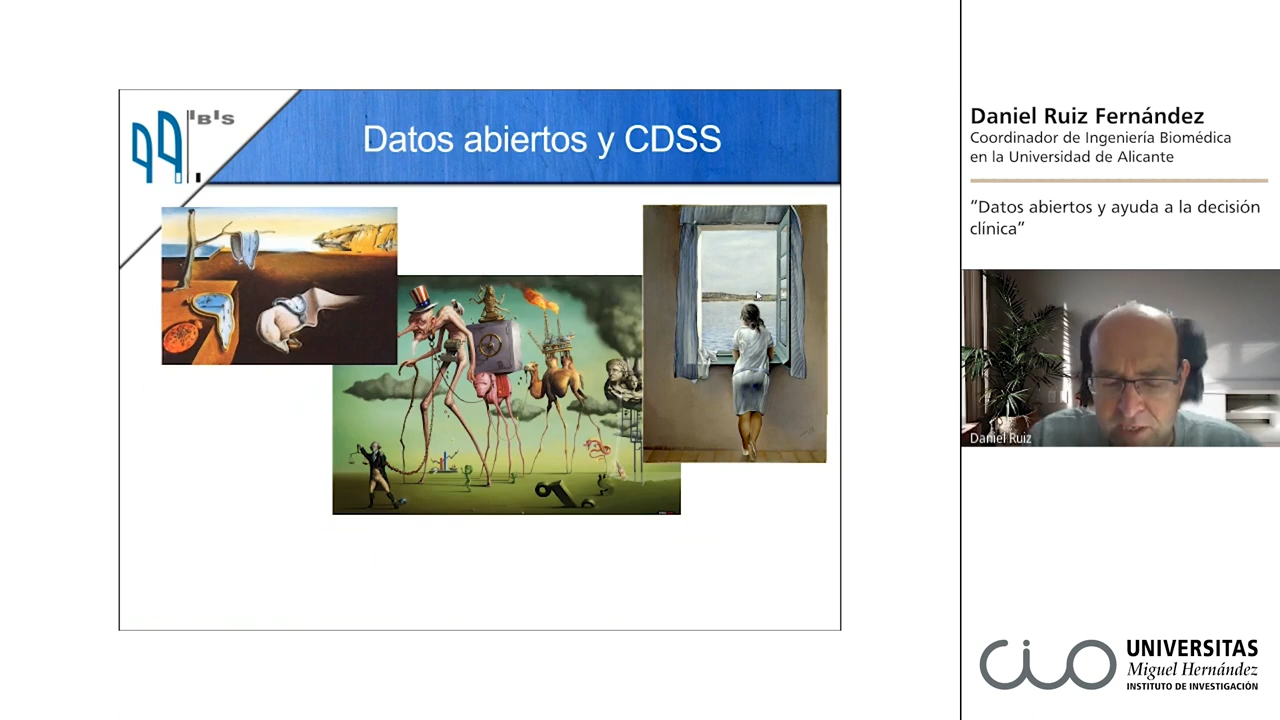 IBIS
Datos abiertos y CDSS
Daniel Ruiz Fernández
Coordinador de Ingeniería Biomédica
en la Universidad de Alicante
“Datos abiertos y ayuda a la decisión
clínica”
Daniel Ruiz
CIO
UNIVERSITAS
Miguel Hernández
INSTITUTO DE INVESTIGACIÓN